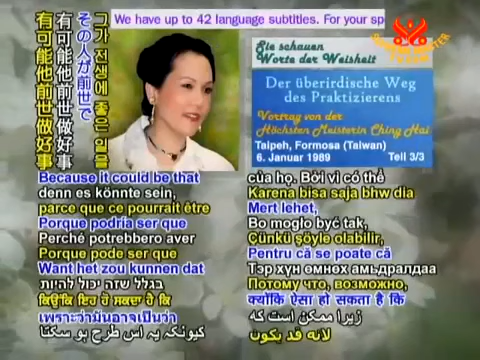 We have up to 42 language subtitles. For your sp
SUPREME MASTER
Sie schauen
Worte der Weisheit
Der überirdische Weg
des Praktizierens
Vortrag von der
Höchsten Meisterin Ching Hai
Taipeh, Formosa (Taiwan)
6. Januar 1989
Teil 3/3
有可能他前世做好事
有可能他前世做好事
その人が前世で
그가 전생에 좋은 일을
Because it could be that
denn es könnte sein,
parce que ce pourrait être
Porque podría ser que
Perché potrebbero aver
Porque pode ser que
Want het zou kunnen dat
בגלל שזה יכול להיות
ਕਿਉਂਕਿ ਇਹ ਹੋ ਸਕਦਾ ਹੈ ਕਿ
เพราะว่ามันอาจเป็นว่า
کیونکہ یہ اس طرح ہو سکتا
của họ. Bởi vì có thể
Karena bisa saja bhw dia
Mert lehet,
Bo mogło być tak,
Çünkü şöyle olabilir,
Pentru că se poate că
Тэр хүн өмнөх амьдралдаа
Потому что, возможно,
क्योंकि ऐसा हो सकता है कि
زیرا ممکن است که
لانه قد يكون